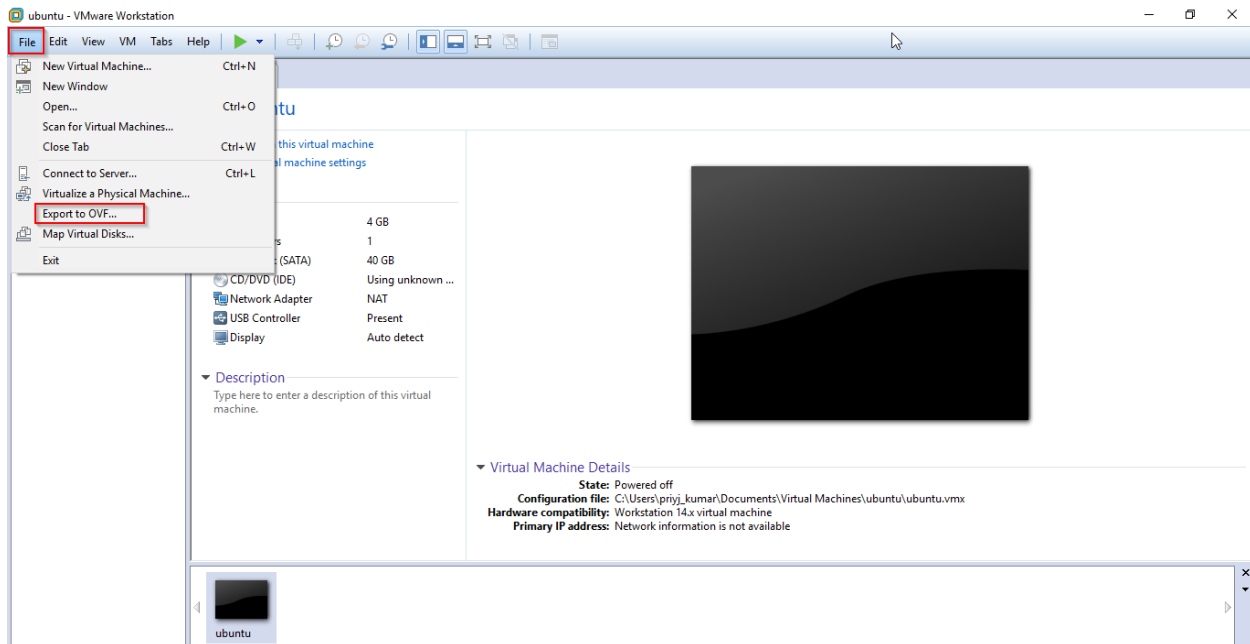 ubuntu - VMware Workstation
File Edit View VM Tabs Help
New Virtual Machine... Ctrl+N
New Window
Open... Ctrl+O
Scan for Virtual Machines...
Close Tab Ctrl+W
Connect to Server... Ctrl+L
Virtualize a Physical Machine...
Export to OVF...
Map Virtual Disks...
Exit
this virtual machine
machine settings
4 GB
1
(SATA) 40 GB
CD/DVD (IDE) Using unknown ...
Network Adapter NAT
USB Controller Present
Display Auto detect
Description
Type here to enter a description of this virtual
machine.
Virtual Machine Details
State: Powered off
Configuration file: C:\Users\priyj_kumar\Documents\Virtual Machines\ubuntu\ubuntu.vmx
Hardware compatibility: Workstation 14.x virtual machine
Primary IP address: Network information is not available
ubuntu